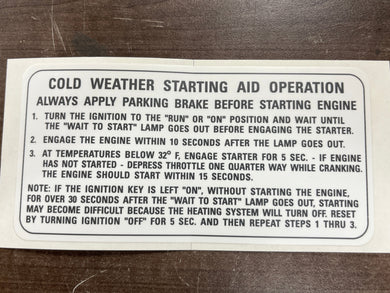 COLD WEATHER STARTING AID OPERATION
ALWAYS APPLY PARKING BRAKE BEFORE STARTING ENGINE
1. TURN THE IGNITION TO THE "RUN" OR "ON" POSITION AND WAIT UNTIL
THE "WAIT TO START" LAMP GOES OUT BEFORE ENGAGING THE STARTER.
2. ENGAGE THE ENGINE WITHIN 10 SECONDS AFTER THE LAMP GOES OUT.
3. AT TEMPERATURES BELOW 32° F, ENGAGE STARTER FOR 5 SEC. - IF ENGINE
HAS NOT STARTED - DEPRESS THROTTLE ONE QUARTER WAY WHILE CRANKING.
THE ENGINE SHOULD START WITHIN 15 SECONDS.
NOTE: IF THE IGNITION KEY IS LEFT "ON", WITHOUT STARTING THE ENGINE,
FOR OVER 30 SECONDS AFTER THE "WAIT TO START" LAMP GOES OUT, STARTING
MAY BECOME DIFFICULT BECAUSE THE HEATING SYSTEM WILL TURN OFF. RESET
BY TURNING IGNITION "OFF" FOR 5 SEC. AND THEN REPEAT STEPS 1 THRU 3.